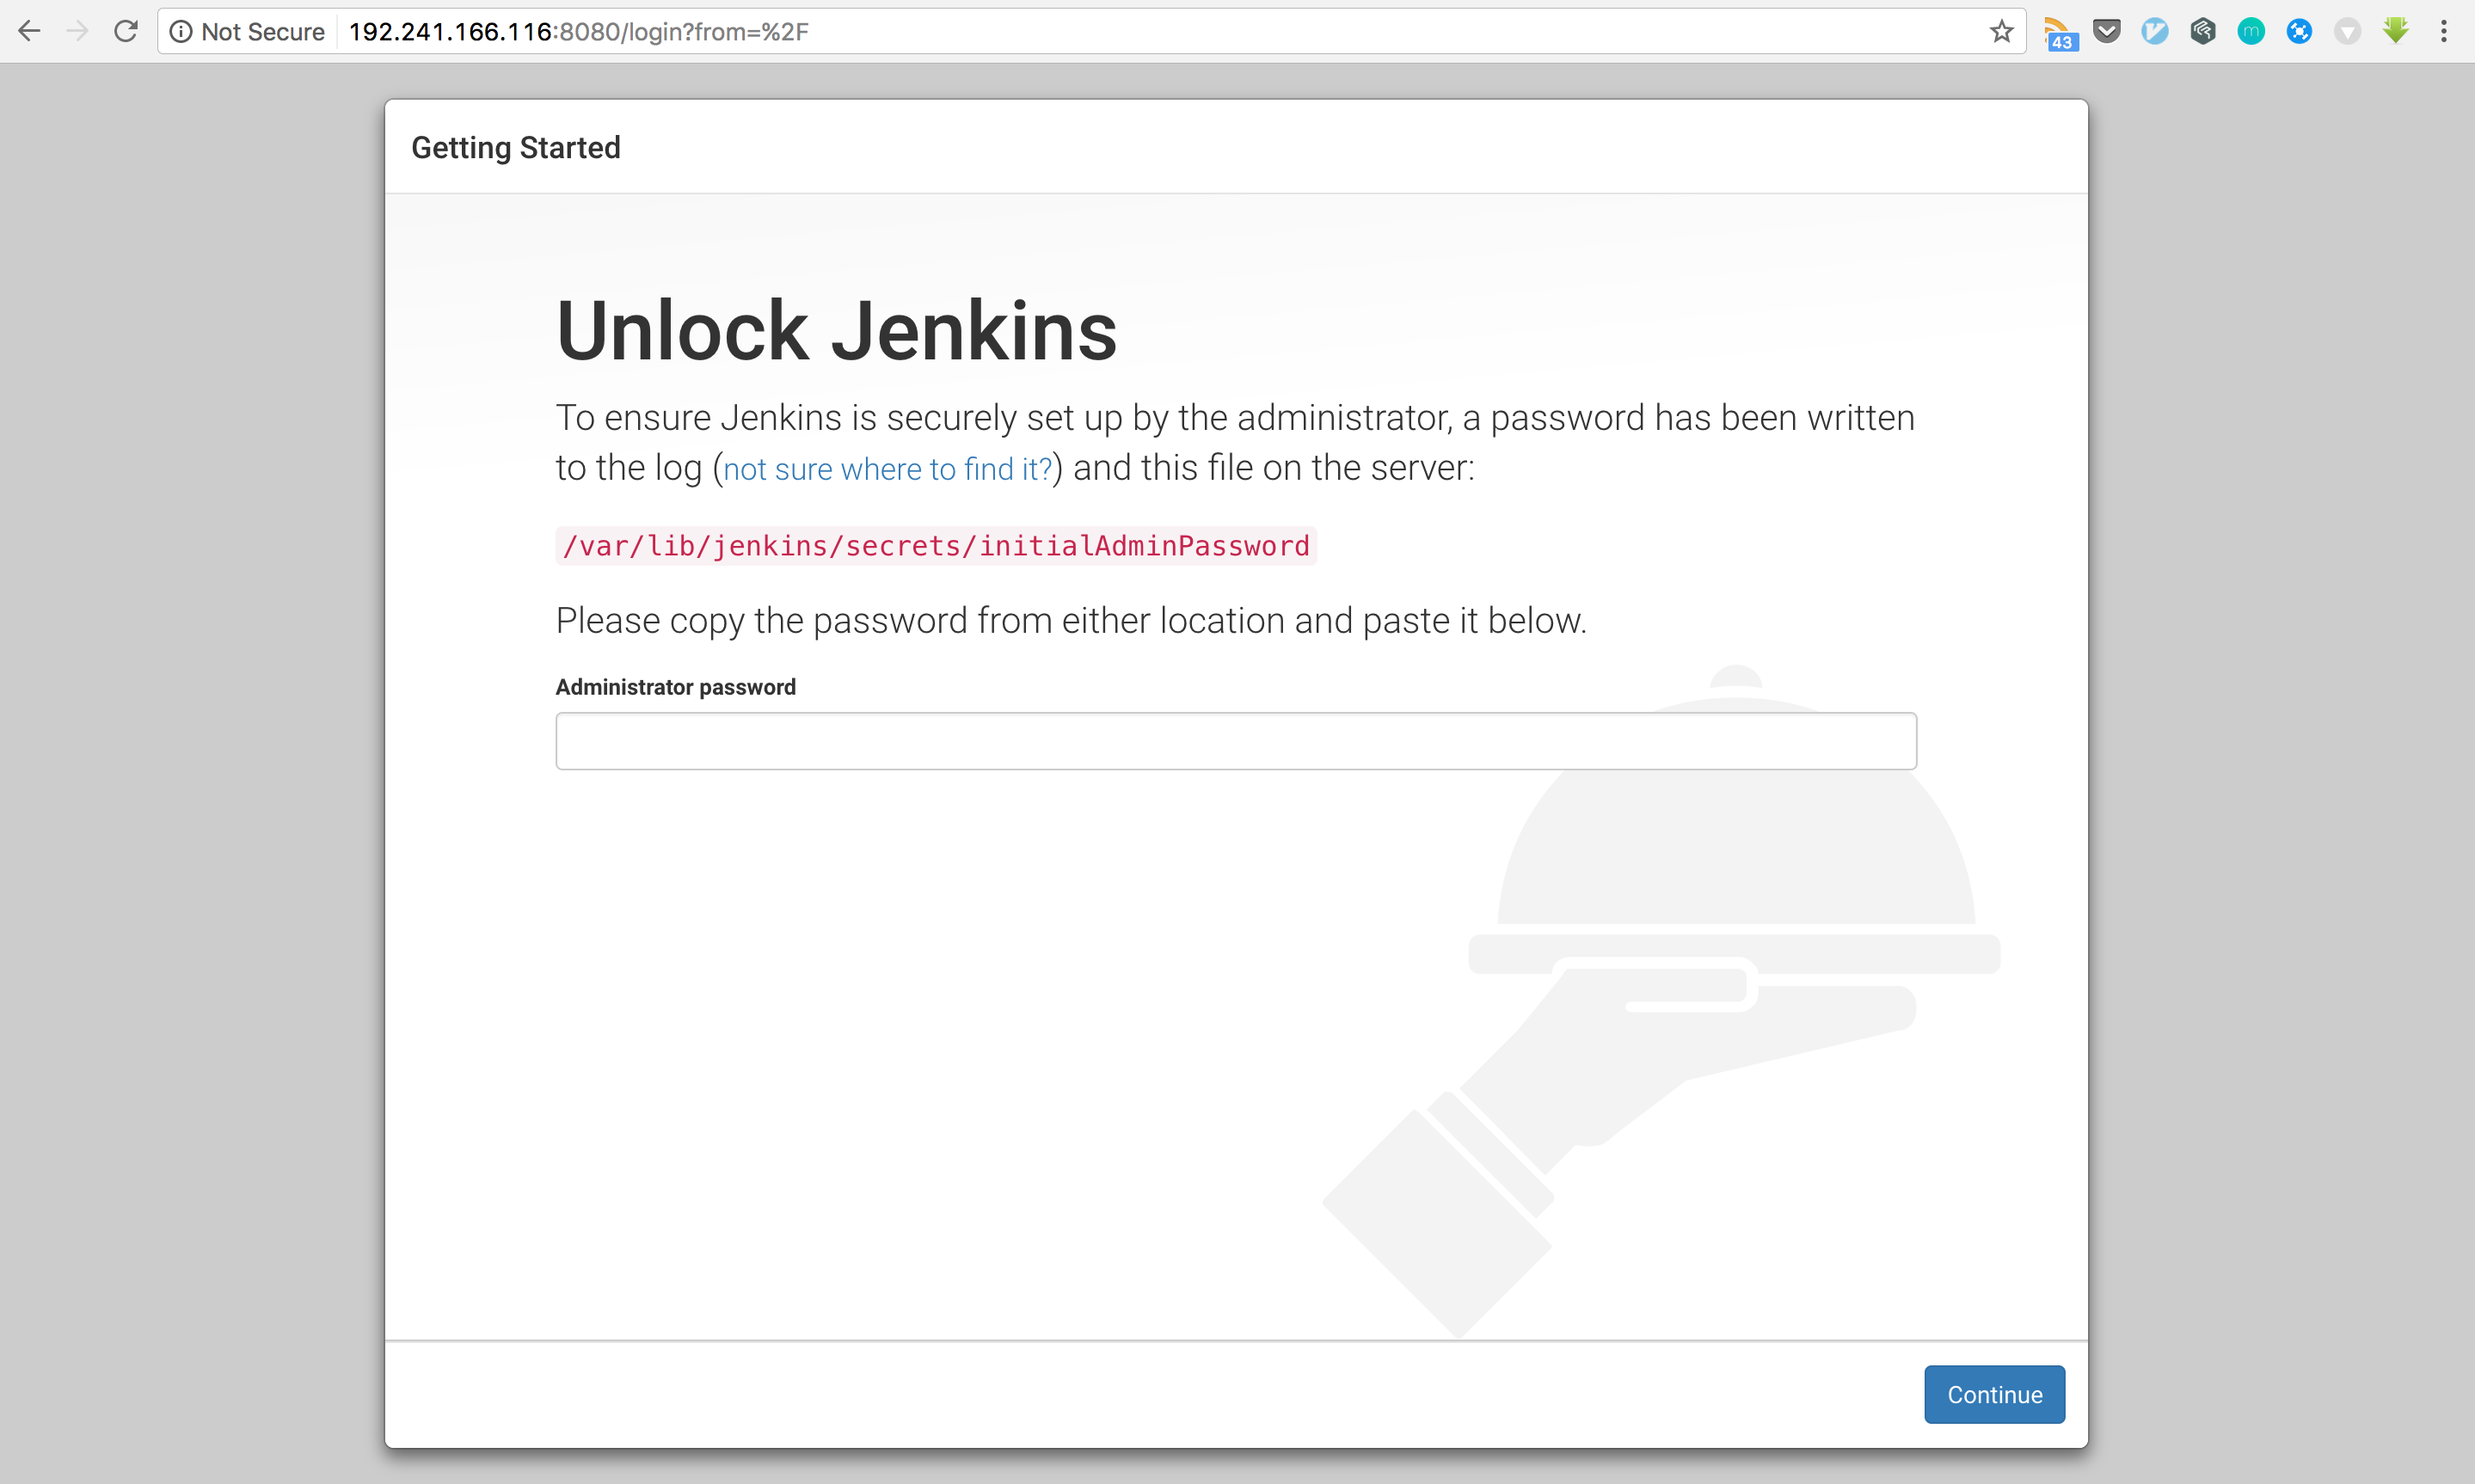 Not Secure 192.241.166.116:8080/login?from=%2F
43
m
Getting Started
Unlock Jenkins
To ensure Jenkins is securely set up by the administrator, a password has been written
to the log (not sure where to find it?) and this file on the server:
/var/lib/jenkins/secrets/initialAdminPassword
Please copy the password from either location and paste it below.
Administrator password
Continue